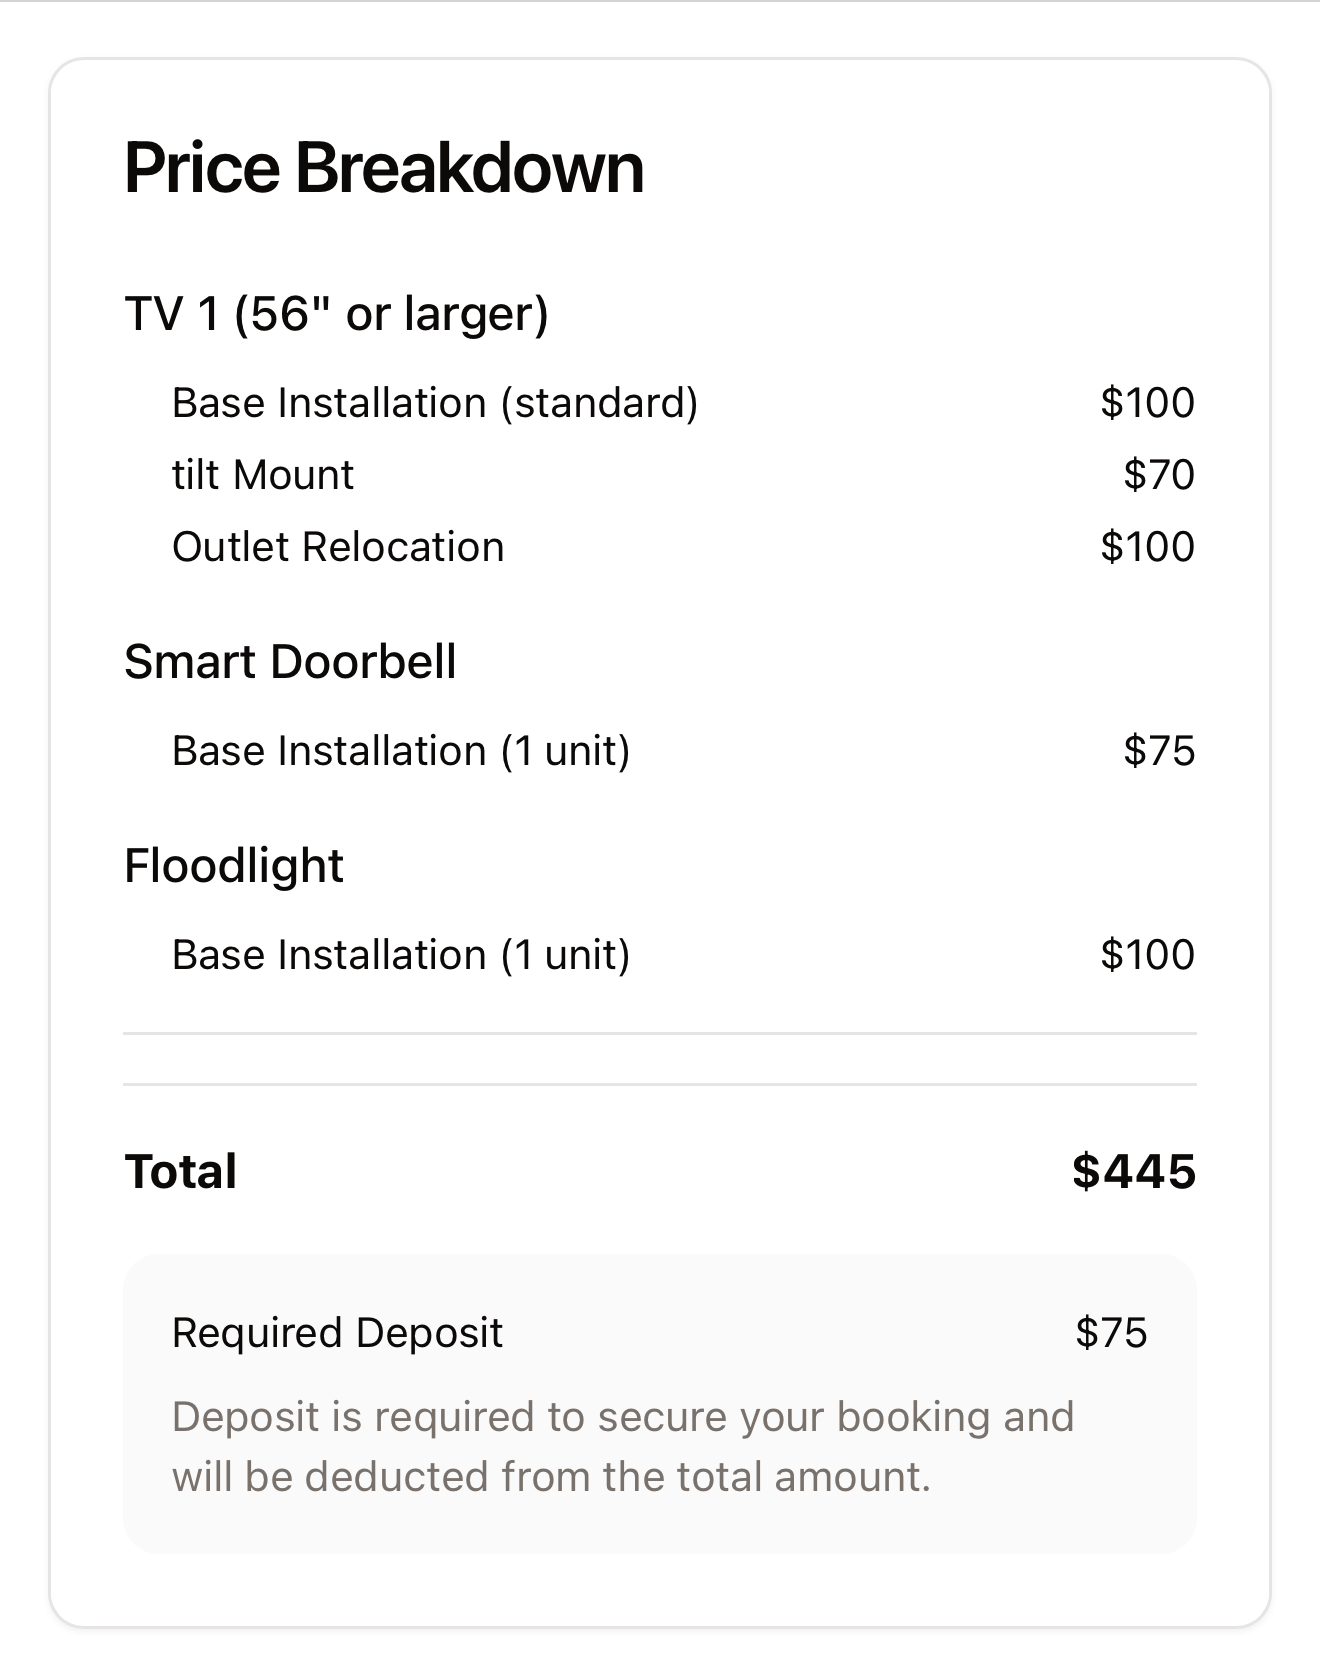 Price Breakdown
TV 1 (56" or larger)
Base Installation (standard) $100
tilt Mount $70
Outlet Relocation $100
Smart Doorbell
Base Installation (1 unit) $75
Floodlight
Base Installation (1 unit) $100
Total $445
Required Deposit $75
Deposit is required to secure your booking and
will be deducted from the total amount.